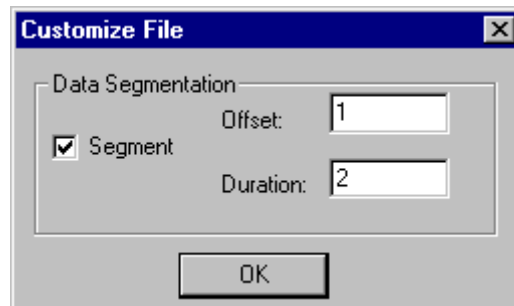 Customize File
Data Segmentation
Offset: 1
Segment
Duration: 2
OK